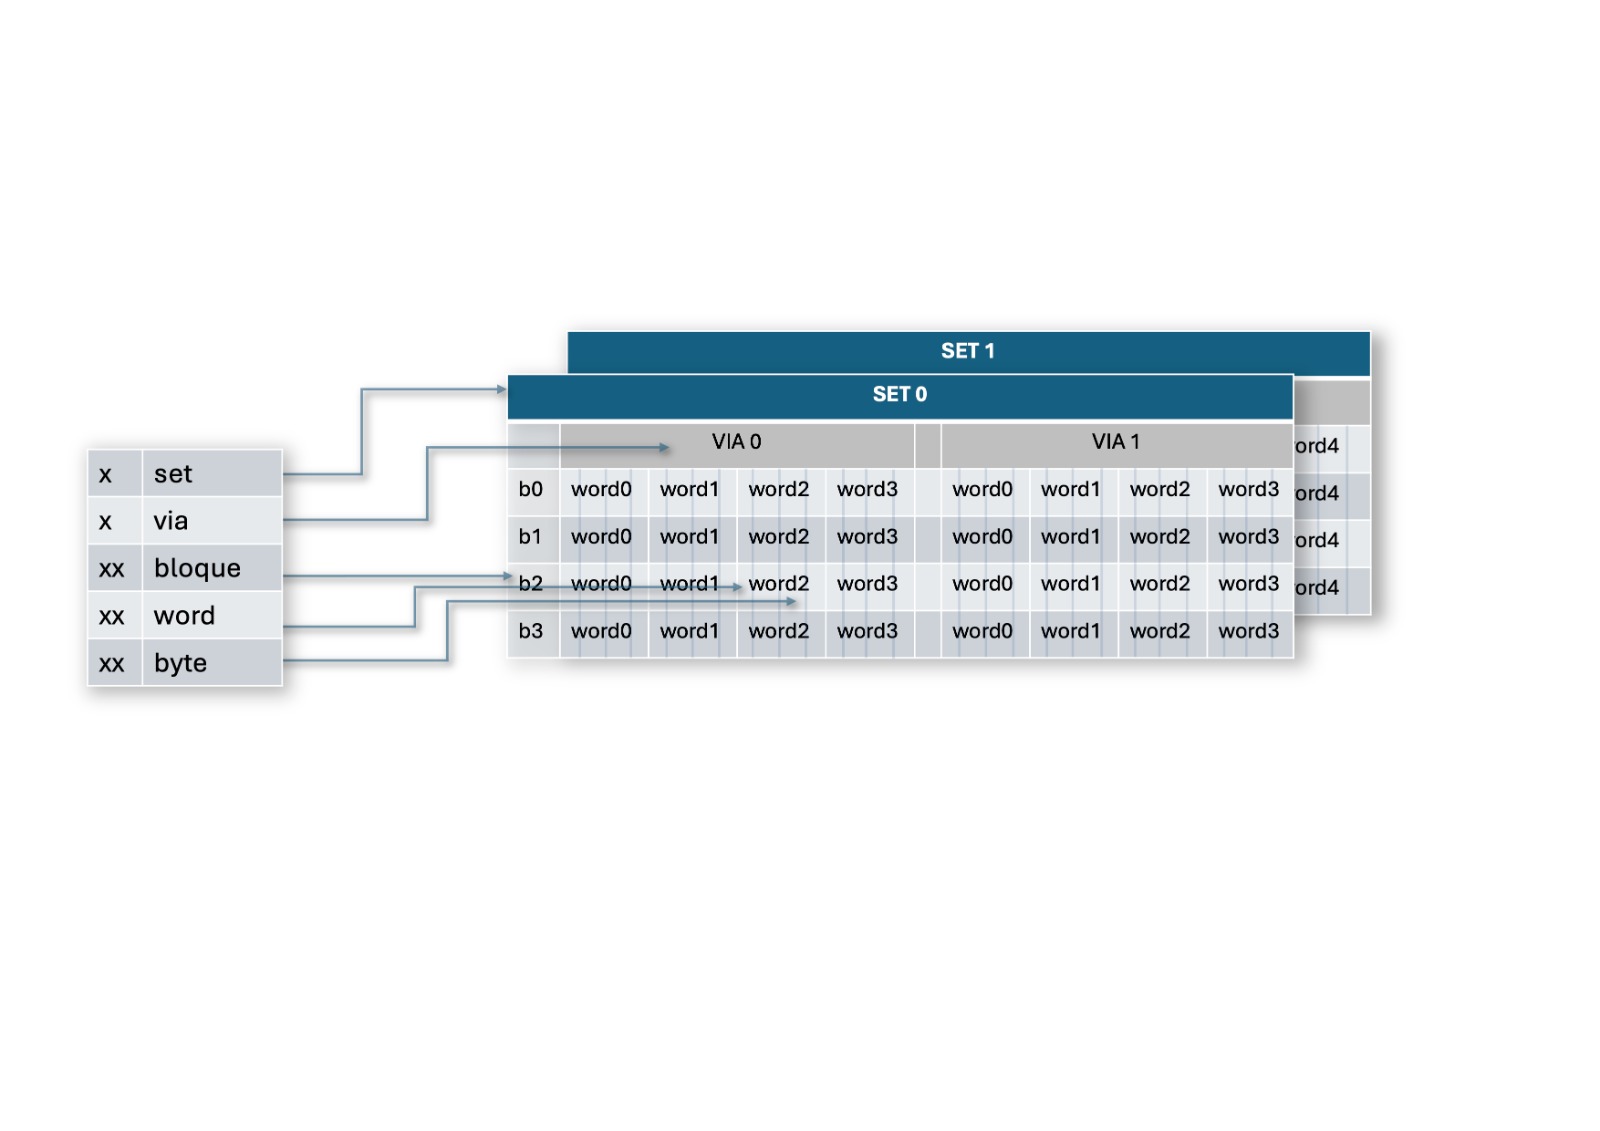 SET 1
SET 0
VIA 0 VIA 1
b0 word0 word1 word2 word3 word0 word1 word2 word3
b1 word0 word1 word2 word3 word0 word1 word2 word3
b2 word0 word1 word2 word3 word0 word1 word2 word3
b3 word0 word1 word2 word3 word0 word1 word2 word3
ord4
ord4
ord4
ord4
x set
x via
xx bloque
xx word
xx byte